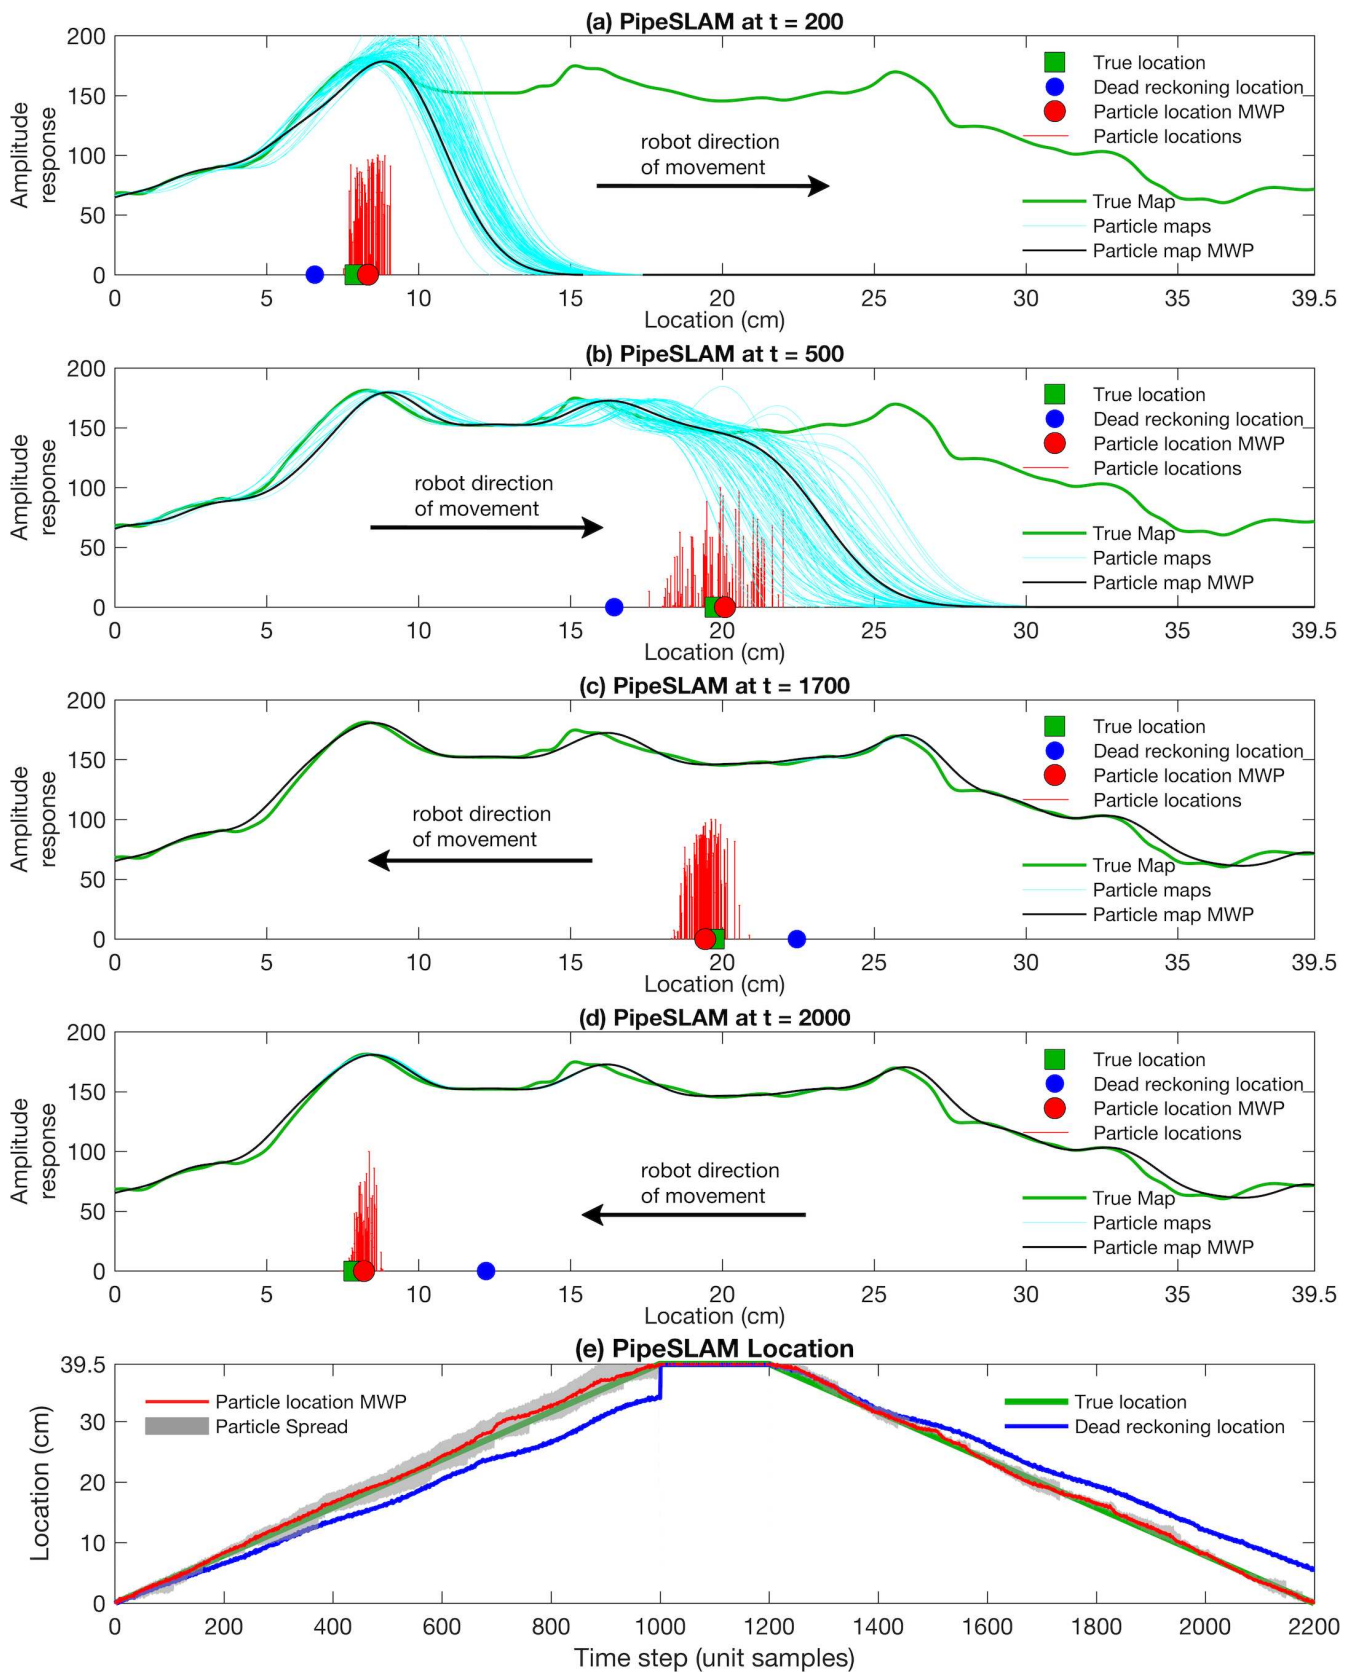 (a) PipeSLAM at t = 200
Amplitude
response
200
150
100
50
0
0 5 10 15 20 25 30 35 39.5
Location (cm)
robot direction
of movement
True location
Dead reckoning location
Particle location MWP
Particle locations
True Map
Particle maps
Particle map MWP
(b) PipeSLAM at t = 500
Amplitude
response
200
150
100
50
0
0 5 10 15 20 25 30 35 39.5
Location (cm)
robot direction
of movement
True location
Dead reckoning location
Particle location MWP
Particle locations
True Map
Particle maps
Particle map MWP
(c) PipeSLAM at t = 1700
Amplitude
response
200
150
100
50
0
0 5 10 15 20 25 30 35 39.5
Location (cm)
robot direction
of movement
True location
Dead reckoning location
Particle location MWP
Particle locations
True Map
Particle maps
Particle map MWP
(d) PipeSLAM at t = 2000
Amplitude
response
200
150
100
50
0
0 5 10 15 20 25 30 35 39.5
Location (cm)
robot direction
of movement
True location
Dead reckoning location
Particle location MWP
Particle locations
True Map
Particle maps
Particle map MWP
(e) PipeSLAM Location
Location (cm)
39.5
30
20
10
0
Particle location MWP
Particle Spread
True location
Dead reckoning location
0 200 400 600 800 1000 1200 1400 1600 1800 2000 2200
Time step (unit samples)